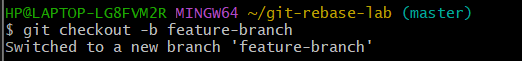 HP@LAPTOP-LG8FVM2R MINGW64 ~/git-rebase-lab (master)
$ git checkout -b feature-branch
Switched to a new branch 'feature-branch'